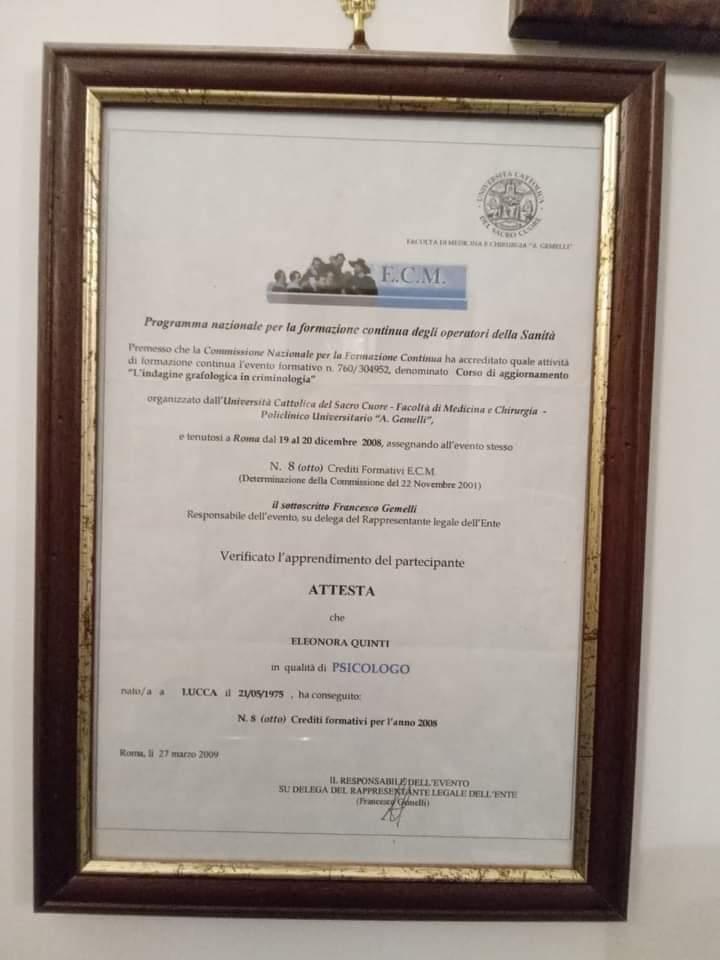 UNIVERSITÀ CATTOLICA DEL SACRO CUORE
FACOLTÀ DI MEDICINA E CHIRURGIA "A. GEMELLI"
E.C.M.
Programma nazionale per la formazione continua degli operatori della Sanità
Premesso che la Commissione Nazionale per la Formazione Continua ha accreditato quale attività
di formazione continua l'evento formativo n. 760/304952, denominato Corso di aggiornamento
"L'indagine grafologica in criminologia"
organizzato dall'Università Cattolica del Sacro Cuore - Facoltà di Medicina e Chirurgia -
Policlinico Universitario "A. Gemelli",
e tenutosi a Roma dal 19 al 20 dicembre 2008, assegnando all'evento stesso
N. 8 (otto) Crediti Formativi E.C.M.
(Determinazione della Commissione del 22 Novembre 2001)
il sottoscritto Francesco Gemelli
Responsabile dell'evento, su delega del Rappresentante legale dell'Ente
Verificato l'apprendimento del partecipante
ATTESTA
che
ELEONORA QUINTI
in qualità di PSICOLOGO
nato/a a LUCCA il 21/05/1975 , ha conseguito:
N. 8 (otto) Crediti formativi per l'anno 2008
Roma, lì 27 marzo 2009
IL RESPONSABILE DELL'EVENTO
SU DELEGA DEL RAPPRESENTANTE LEGALE DELL'ENTE
(Francesco Gemelli)